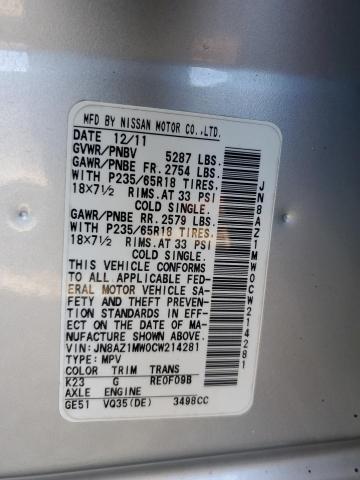 MFD BY NISSAN MOTOR CO.,LTD.
DATE 12/11
GVWR/PNBV 5287 LBS.
GAWR/PNBE FR. 2754 LBS.
WITH P235/65R18 TIRES.
18×7½ RIMS.AT 33 PSI
COLD SINGLE.
GAWR/PNBE RR. 2579 LBS.
WITH P235/65R18 TIRES.
18×7½ RIMS.AT 33 PSI
COLD SINGLE.
THIS VEHICLE CONFORMS
TO ALL APPLICABLE FED-
ERAL MOTOR VEHICLE SA-
FETY AND THEFT PREVEN-
TION STANDARDS IN EFF-
ECT ON THE DATE OF MA-
NUFACTURE SHOWN ABOVE.
VIN: JN8AZ1MW0CW214281
TYPE: MPV
COLOR TRIM TRANS
K23 G RE0F09B
AXLE ENGINE
GE51 VQ35(DE) 3498CC
JN8AZ1MW0CW214281